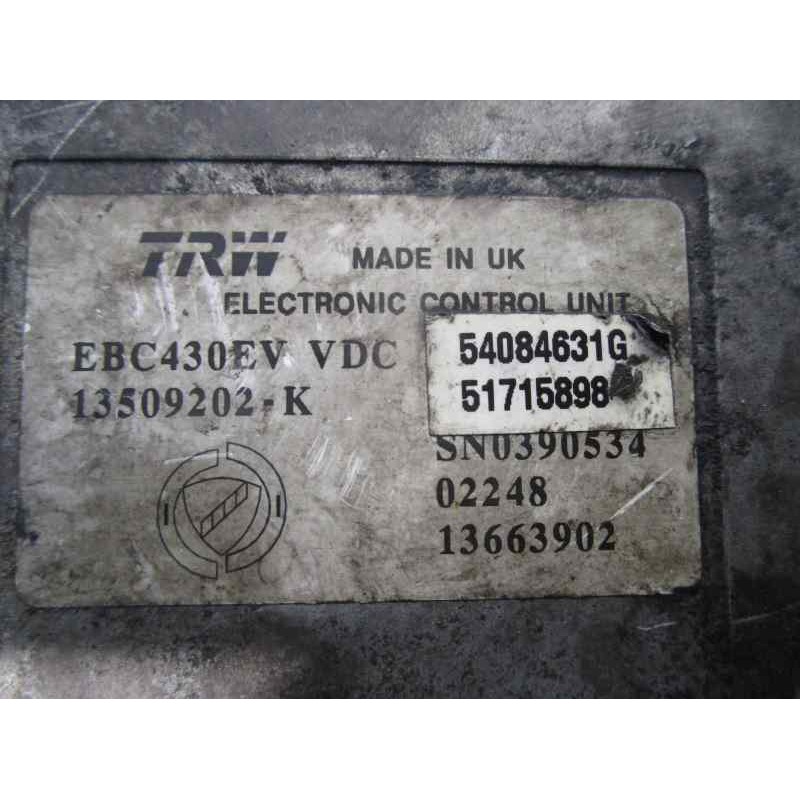 TRW MADE IN UK
ELECTRONIC CONTROL UNIT
EBC430EV VDC 54084631G
13509202-K 51715898
SN0390534
02248
13663902